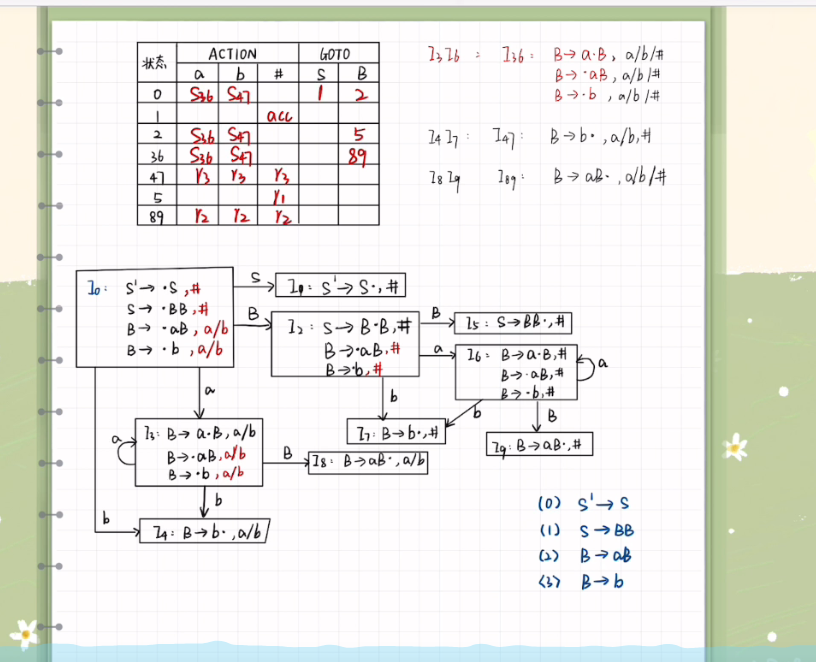 状态 ACTION GOTO
a b # S B
0 S36 S47 1 2
1 acc
2 S36 S47 5
36 S36 S47 89
47 r3 r3 r3
5 r1
89 r2 r2 r2
I3 I6 : I36 : B→a·B, a/b/#
B→·aB, a/b/#
B→·b, a/b/#
I4 I7 : I47 : B→b·, a/b,#
I8 I9 I89 : B→aB·, a/b/#
I0 : S'→·S,#
S→·BB,#
B→·aB, a/b
B→·b, a/b
S
I1 : S'→S·,#
B
I2 : S→B·B,#
B→·aB,#
B→·b,#
B
I5 : S→BB·,#
a
I6 : B→a·B,#
B→·aB,#
B→·b,#
a
a
b
b
B
I7 : B→b·,#
I9 : B→aB·,#
a
I3 : B→a·B, a/b
B→·aB, a/b
B→·b, a/b
B
I8 : B→aB·, a/b
b
b
I4 : B→b·, a/b
(0) S'→S
(1) S→BB
(2) B→aB
(3) B→b